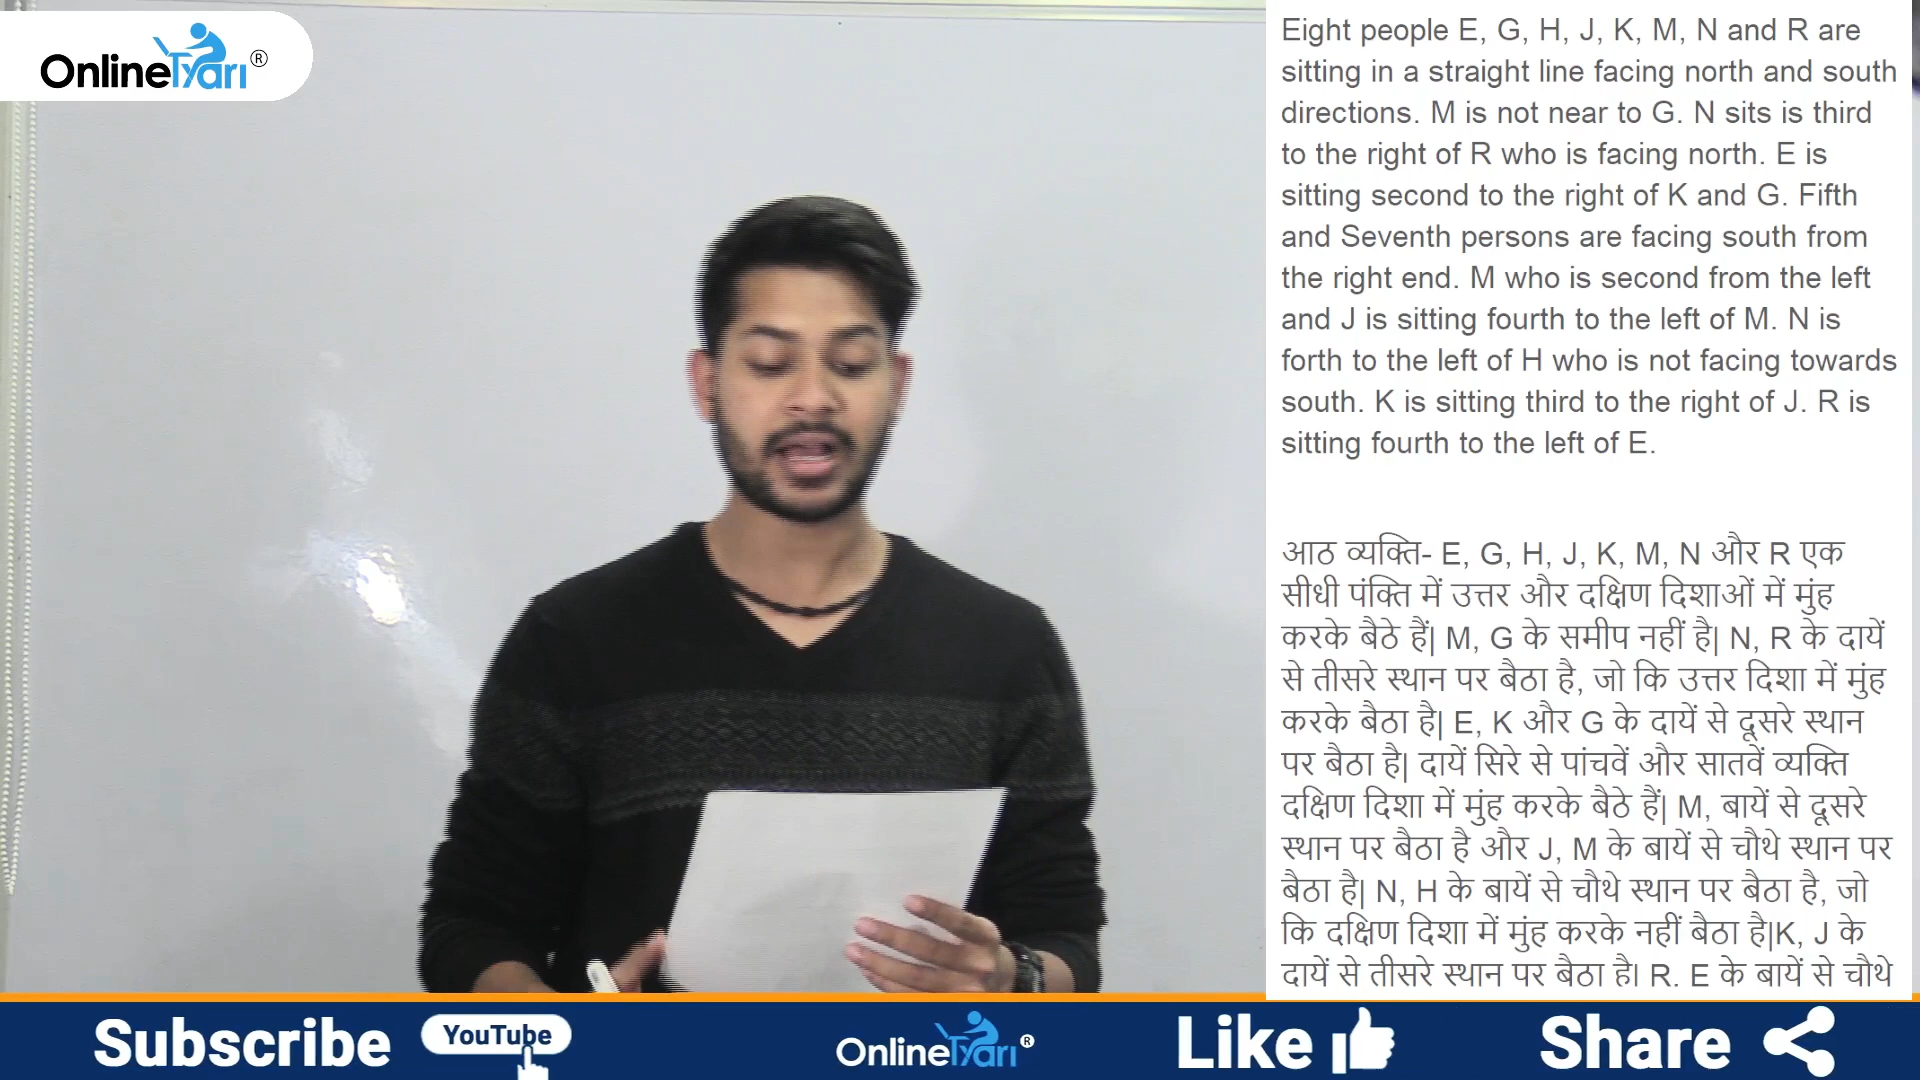 OnlineTyari®
Eight people E, G, H, J, K, M, N and R are
sitting in a straight line facing north and south
directions. M is not near to G. N sits is third
to the right of R who is facing north. E is
sitting second to the right of K and G. Fifth
and Seventh persons are facing south from
the right end. M who is second from the left
and J is sitting fourth to the left of M. N is
forth to the left of H who is not facing towards
south. K is sitting third to the right of J. R is
sitting fourth to the left of E.
आठ व्यक्ति- E, G, H, J, K, M, N और R एक
सीधी पंक्ति में उत्तर और दक्षिण दिशाओं में मुंह
करके बैठे हैं| M, G के समीप नहीं है| N, R के दायें
से तीसरे स्थान पर बैठा है, जो कि उत्तर दिशा में मुंह
करके बैठा है| E, K और G के दायें से दूसरे स्थान
पर बैठा है| दायें सिरे से पांचवें और सातवें व्यक्ति
दक्षिण दिशा में मुंह करके बैठे हैं| M, बायें से दूसरे
स्थान पर बैठा है और J, M के बायें से चौथे स्थान पर
बैठा है| N, H के बायें से चौथे स्थान पर बैठा है, जो
कि दक्षिण दिशा में मुंह करके नहीं बैठा है|K, J के
दायें से तीसरे स्थान पर बैठा है| R. E के बायें से चौथे
Subscribe YouTube OnlineTyari® Like Share